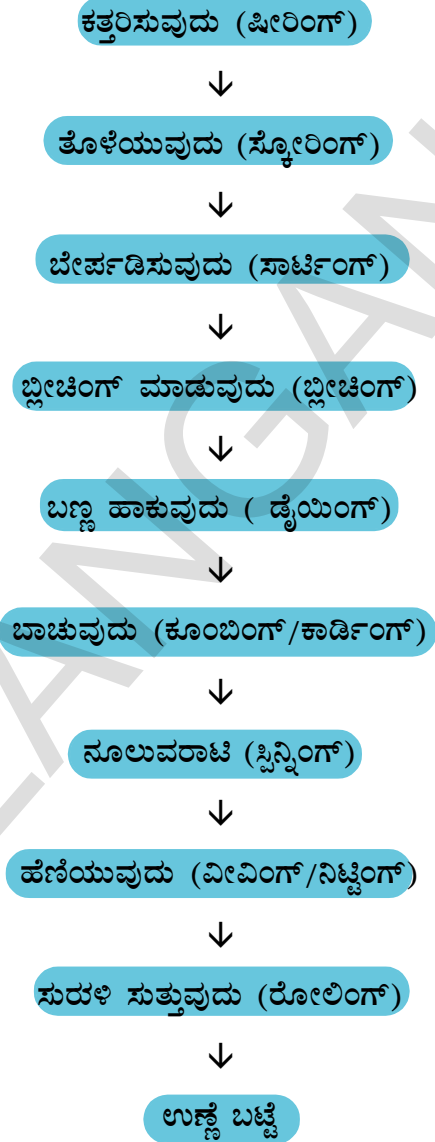 ಕತ್ತರಿಸುವುದು (ಷೀರಿಂಗ್)
↓
ತೊಳೆಯುವುದು (ಸ್ಕೋರಿಂಗ್)
↓
ಬೇರ್ಪಡಿಸುವುದು (ಸಾರ್ಟಿಂಗ್)
↓
ಬ್ಲೀಚಿಂಗ್ ಮಾಡುವುದು (ಬ್ಲೀಚಿಂಗ್)
↓
ಬಣ್ಣ ಹಾಕುವುದು ( ಡೈಯಿಂಗ್)
↓
ಬಾಚುವುದು (ಕೂಂಬಿಂಗ್/ಕಾರ್ಡಿಂಗ್)
↓
ನೂಲುವರಾಟಿ (ಸ್ಪಿನ್ನಿಂಗ್)
↓
ಹೆಣಿಯುವುದು (ವೀವಿಂಗ್/ನಿಟ್ಟಿಂಗ್)
↓
ಸುರುಳಿ ಸುತ್ತುವುದು (ರೋಲಿಂಗ್)
↓
ಉಣ್ಣೆ ಬಟ್ಟೆ